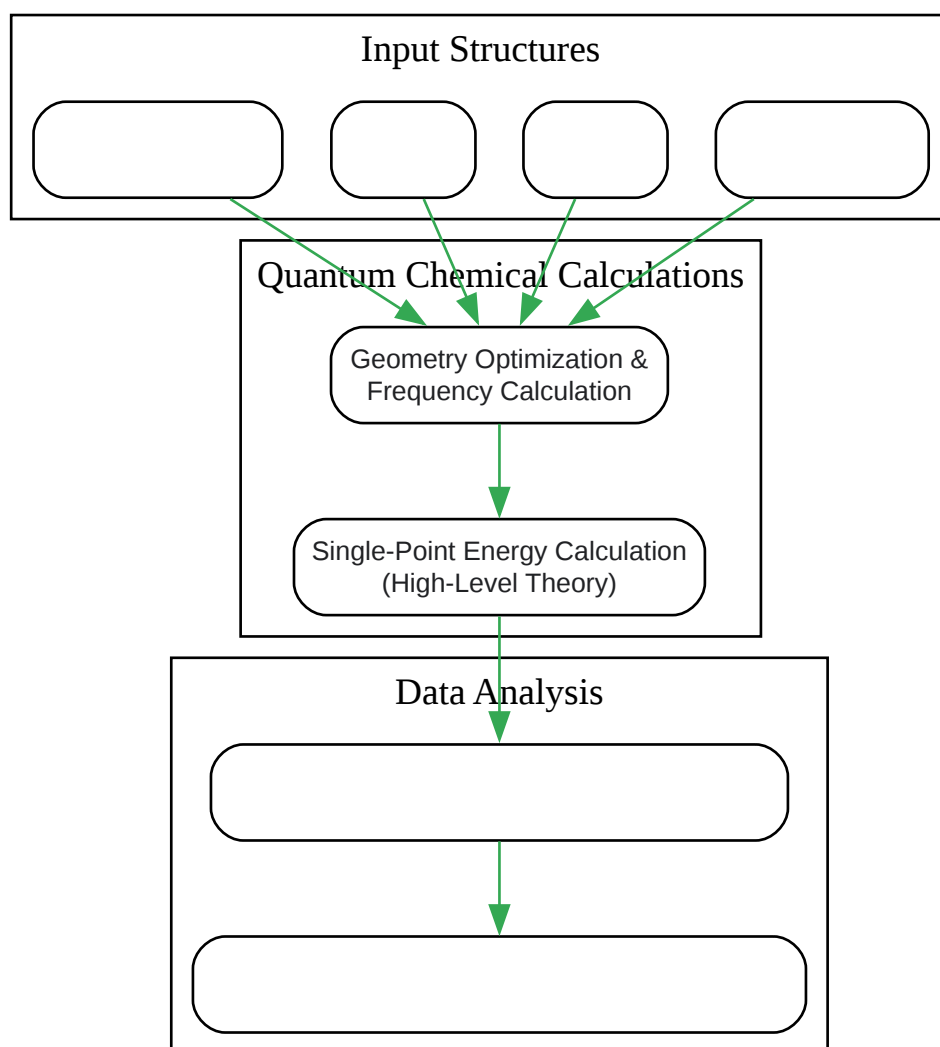 Input Structures
Quantum Chemical Calculations
Geometry Optimization &
Frequency Calculation
Single-Point Energy Calculation
(High-Level Theory)
Data Analysis